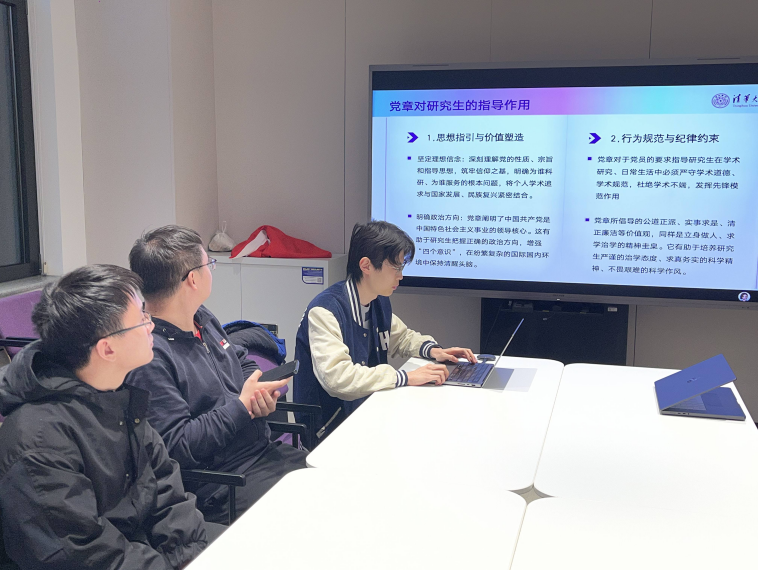 党章对研究生的指导作用
清華大
1.思想指引与价值塑造
坚定理想信念：深刻理解党的性质、宗旨
和指导思想，筑牢信仰之基，明确为谁科
研、为谁服务的根本问题，将个人学术追
求与国家发展、民族复兴紧密结合。
明确政治方向：党章阐明了中国共产党是
中国特色社会主义事业的领导核心。这有
助于研究生把握正确的政治方向，增强
“四个意识”，在纷繁复杂的国际国内环
境中保持清醒头脑。
2.行为规范与纪律约束
党章对于党员的要求指导研究生在学术
研究、日常生活中必须严守学术道德、
学术规范，杜绝学术不端，发挥先锋模
范作用
党章所倡导的公道正派、实事求是、清
正廉洁等价值观，同样是立身做人、求
学治学的精神圭臬。它有助于培养研究
生严谨的治学态度、求真务实的科学精
神，不畏艰难的科学作风。
H